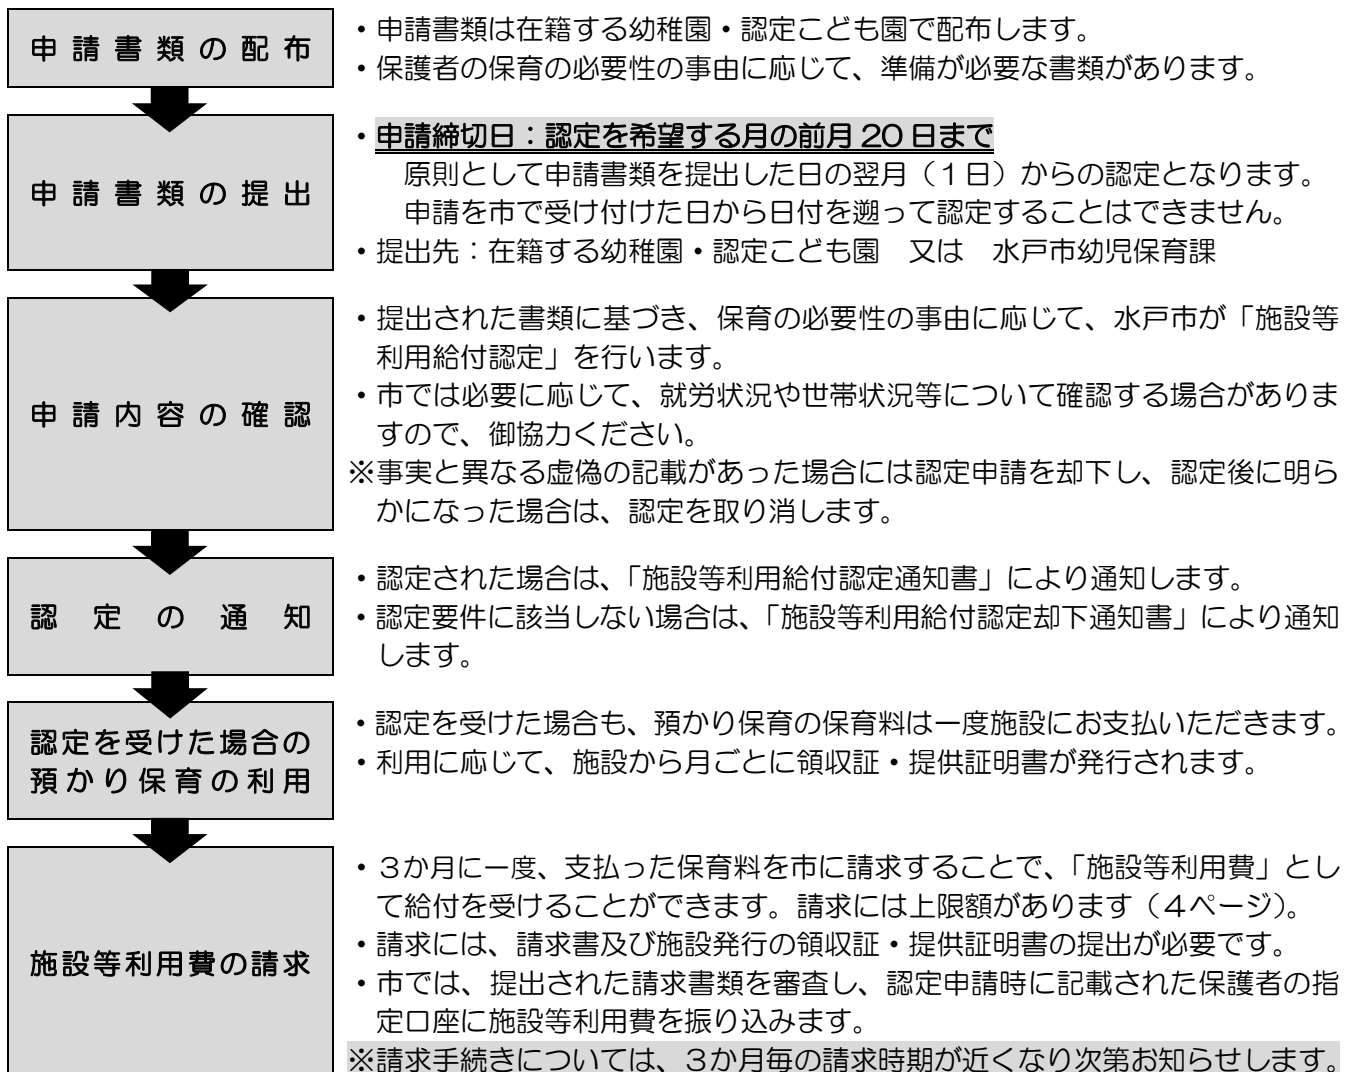 申請書類の配布
・申請書類は在籍する幼稚園・認定こども園で配布します。
・保護者の保育の必要性の事由に応じて、準備が必要な書類があります。
申請書類の提出
・申請締切日：認定を希望する月の前月20日まで
原則として申請書類を提出した日の翌月（１日）からの認定となります。
申請を市で受け付けた日から日付を遡って認定することはできません。
・提出先：在籍する幼稚園・認定こども園　又は　水戸市幼児保育課
申請内容の確認
・提出された書類に基づき、保育の必要性の事由に応じて、水戸市が「施設等
利用給付認定」を行います。
・市では必要に応じて、就労状況や世帯状況等について確認する場合がありま
すので、御協力ください。
※事実と異なる虚偽の記載があった場合には認定申請を却下し、認定後に明ら
かになった場合は、認定を取り消します。
認定の通知
・認定された場合は、「施設等利用給付認定通知書」により通知します。
・認定要件に該当しない場合は、「施設等利用給付認定却下通知書」により通知
します。
認定を受けた場合の
預かり保育の利用
・認定を受けた場合も、預かり保育の保育料は一度施設にお支払いただきます。
・利用に応じて、施設から月ごとに領収証・提供証明書が発行されます。
施設等利用費の請求
・３か月に一度、支払った保育料を市に請求することで、「施設等利用費」とし
て給付を受けることができます。請求には上限額があります（４ページ）。
・請求には、請求書及び施設発行の領収証・提供証明書の提出が必要です。
・市では、提出された請求書類を審査し、認定申請時に記載された保護者の指
定口座に施設等利用費を振り込みます。
※請求手続きについては、３か月毎の請求時期が近くなり次第お知らせします。